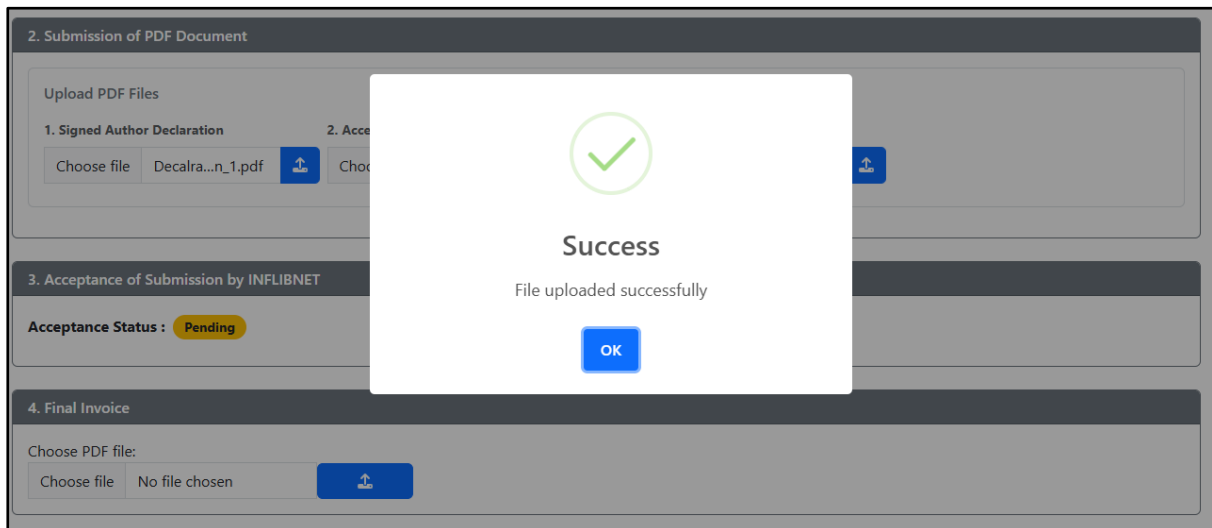 2. Submission of PDF Document
Upload PDF Files
1. Signed Author Declaration 2. Acce
Choose file Decalra...n_1.pdf Choo
Success
File uploaded successfully
OK
3. Acceptance of Submission by INFLIBNET
Acceptance Status : Pending
4. Final Invoice
Choose PDF file:
Choose file No file chosen